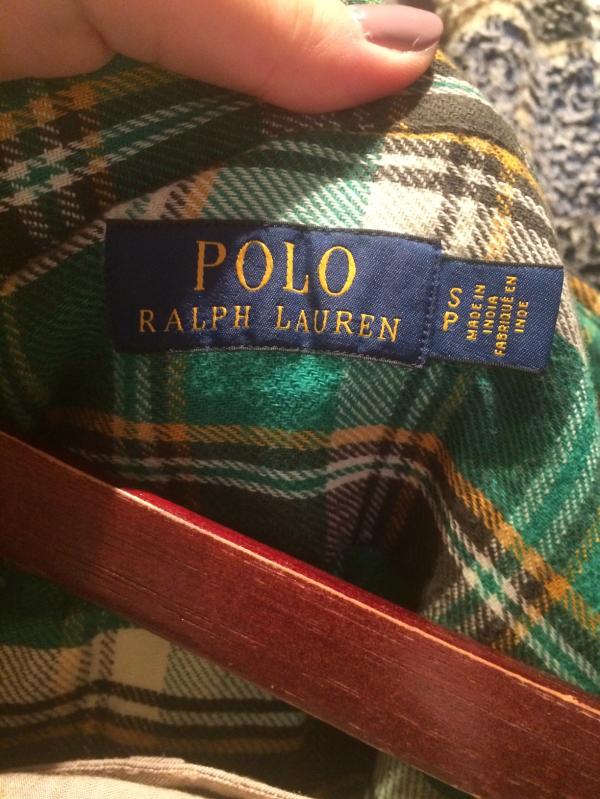 POLO
RALPH LAUREN
S
P
MADE IN
INDIA
FABRIQUÉ EN
INDE